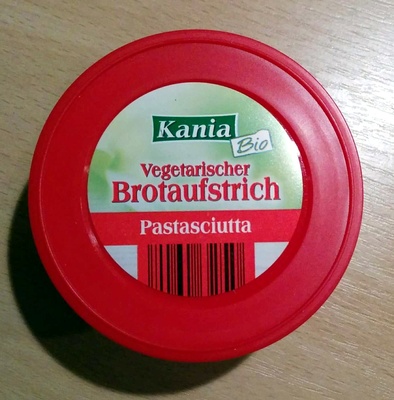 Kania
Bio
Vegetarischer
Brotaufstrich
Pastasciutta